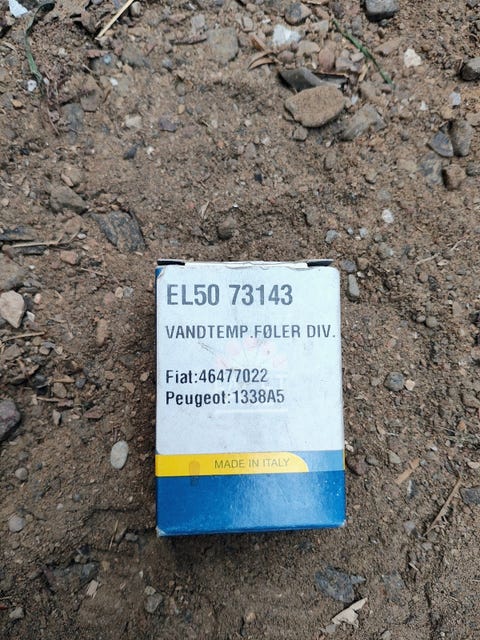 EL50 73143
VANDTEMP.FØLER DIV.
Fiat:46477022
Peugeot:1338A5
MADE IN ITALY